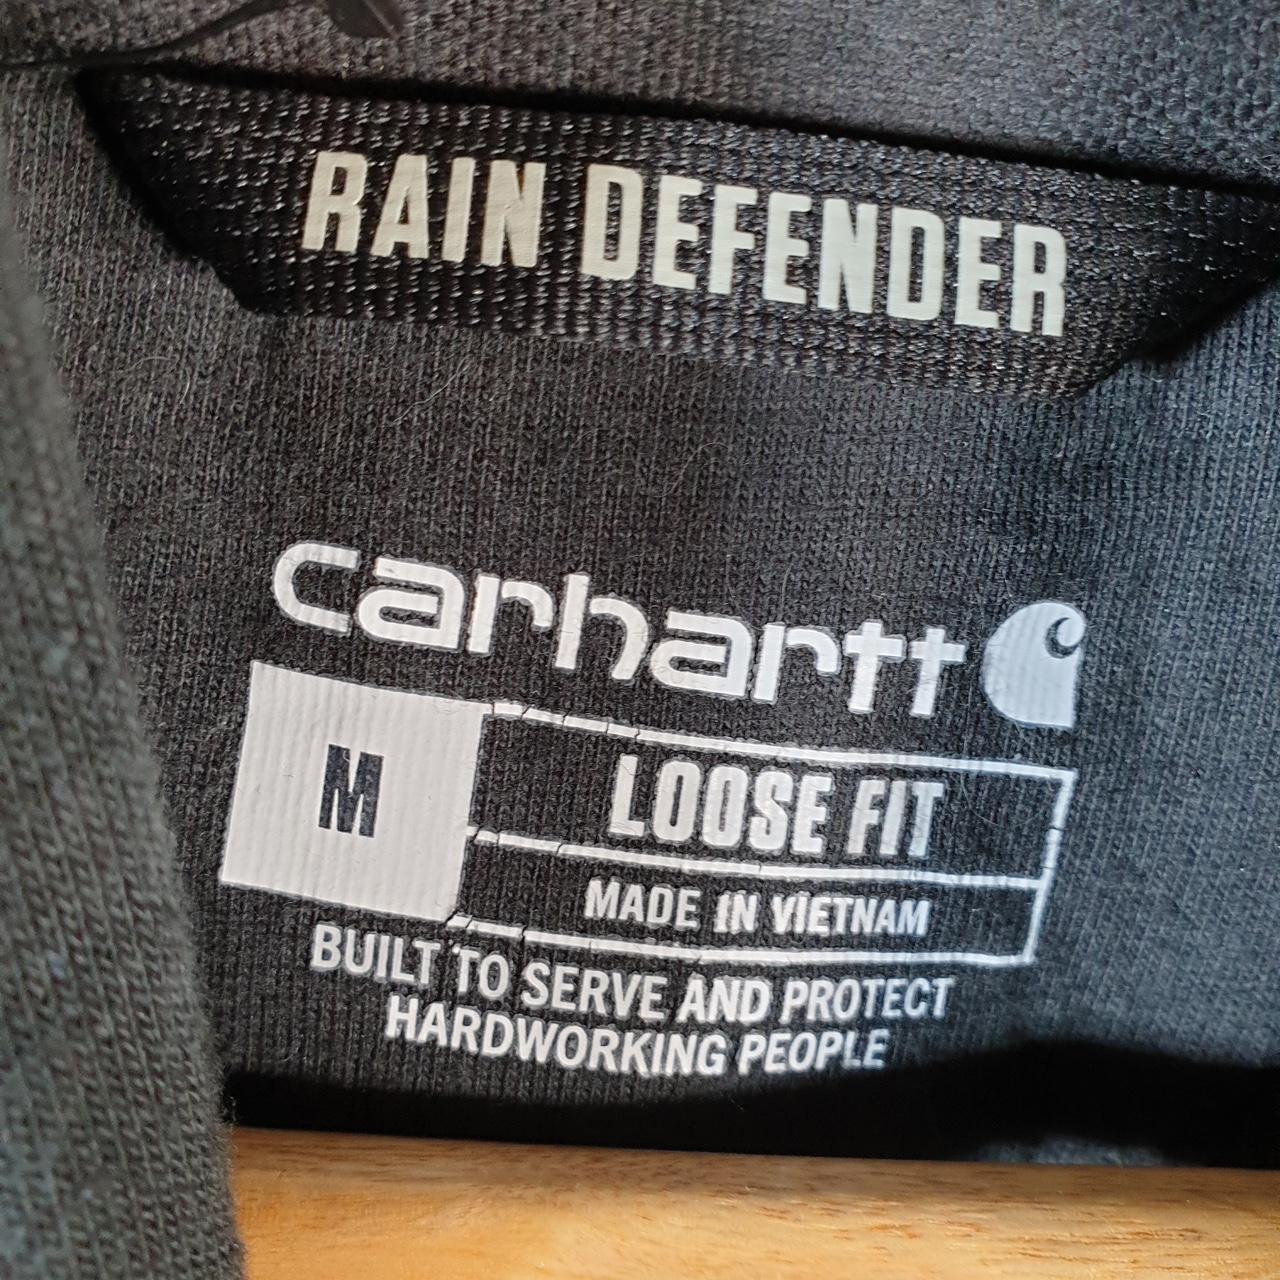 RAIN DEFENDER
carhartt
M
LOOSE FIT
MADE IN VIETNAM
BUILT TO SERVE AND PROTECT
HARDWORKING PEOPLE